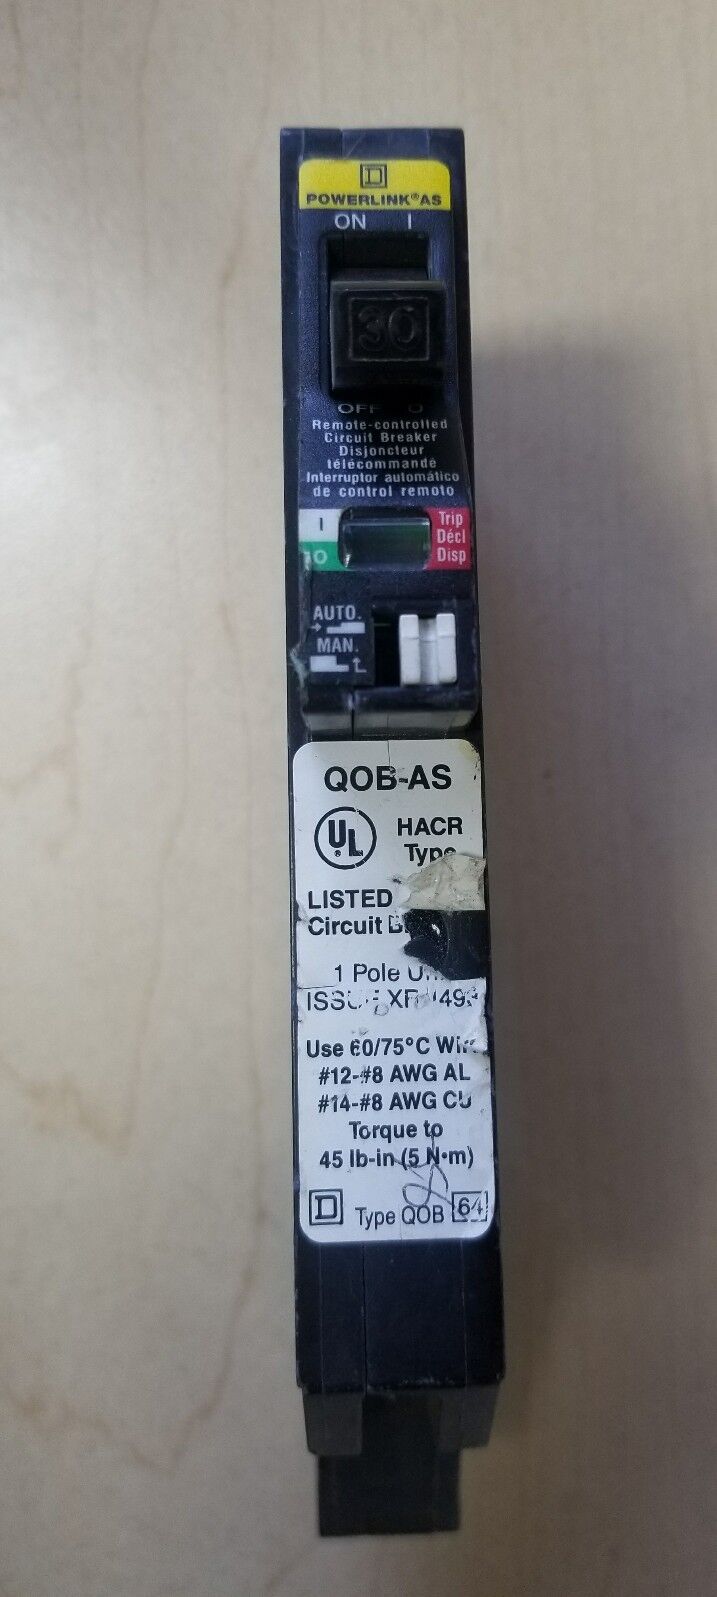 D
POWERLINK®AS
ON I
30
OFF O
Remote-controlled
Circuit Breaker
Disjoncteur
télécommandé
Interruptor automático
de control remoto
I
O
Trip
Décl
Disp
AUTO.
MAN.
QOB-AS
UL
HACR
Type
LISTED
Circuit
1 Pole
Use 60/75°C
#12-#8 AWG AL
#14-#8 AWG CU
Torque to
45 lb-in (5 N•m)
D Type QOB 64